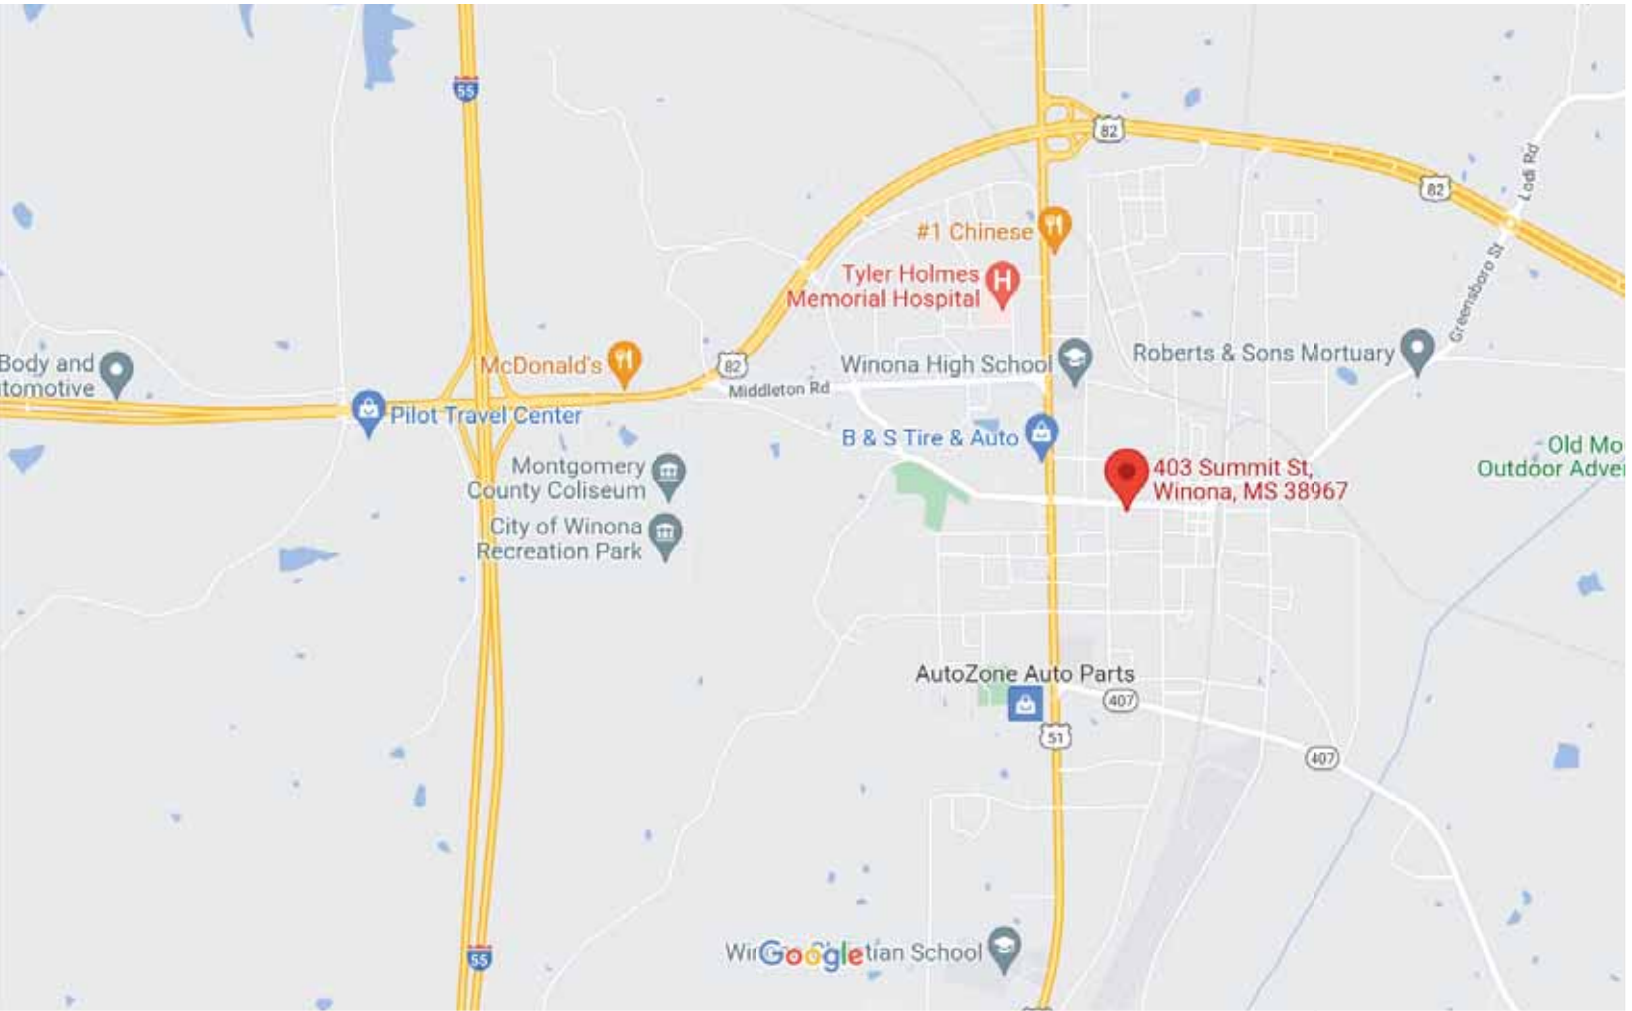 55
82
Lodi Rd
82
#1 Chinese
Greensboro St
Tyler Holmes
Memorial Hospital
Body and
tomotive
McDonald's
82
Winona High School
Roberts & Sons Mortuary
Middleton Rd
Pilot Travel Center
B & S Tire & Auto
Old Mo
Outdoor Adve
Montgomery
County Coliseum
403 Summit St,
Winona, MS 38967
City of Winona
Recreation Park
AutoZone Auto Parts
407
51
407
Google
tian School
55